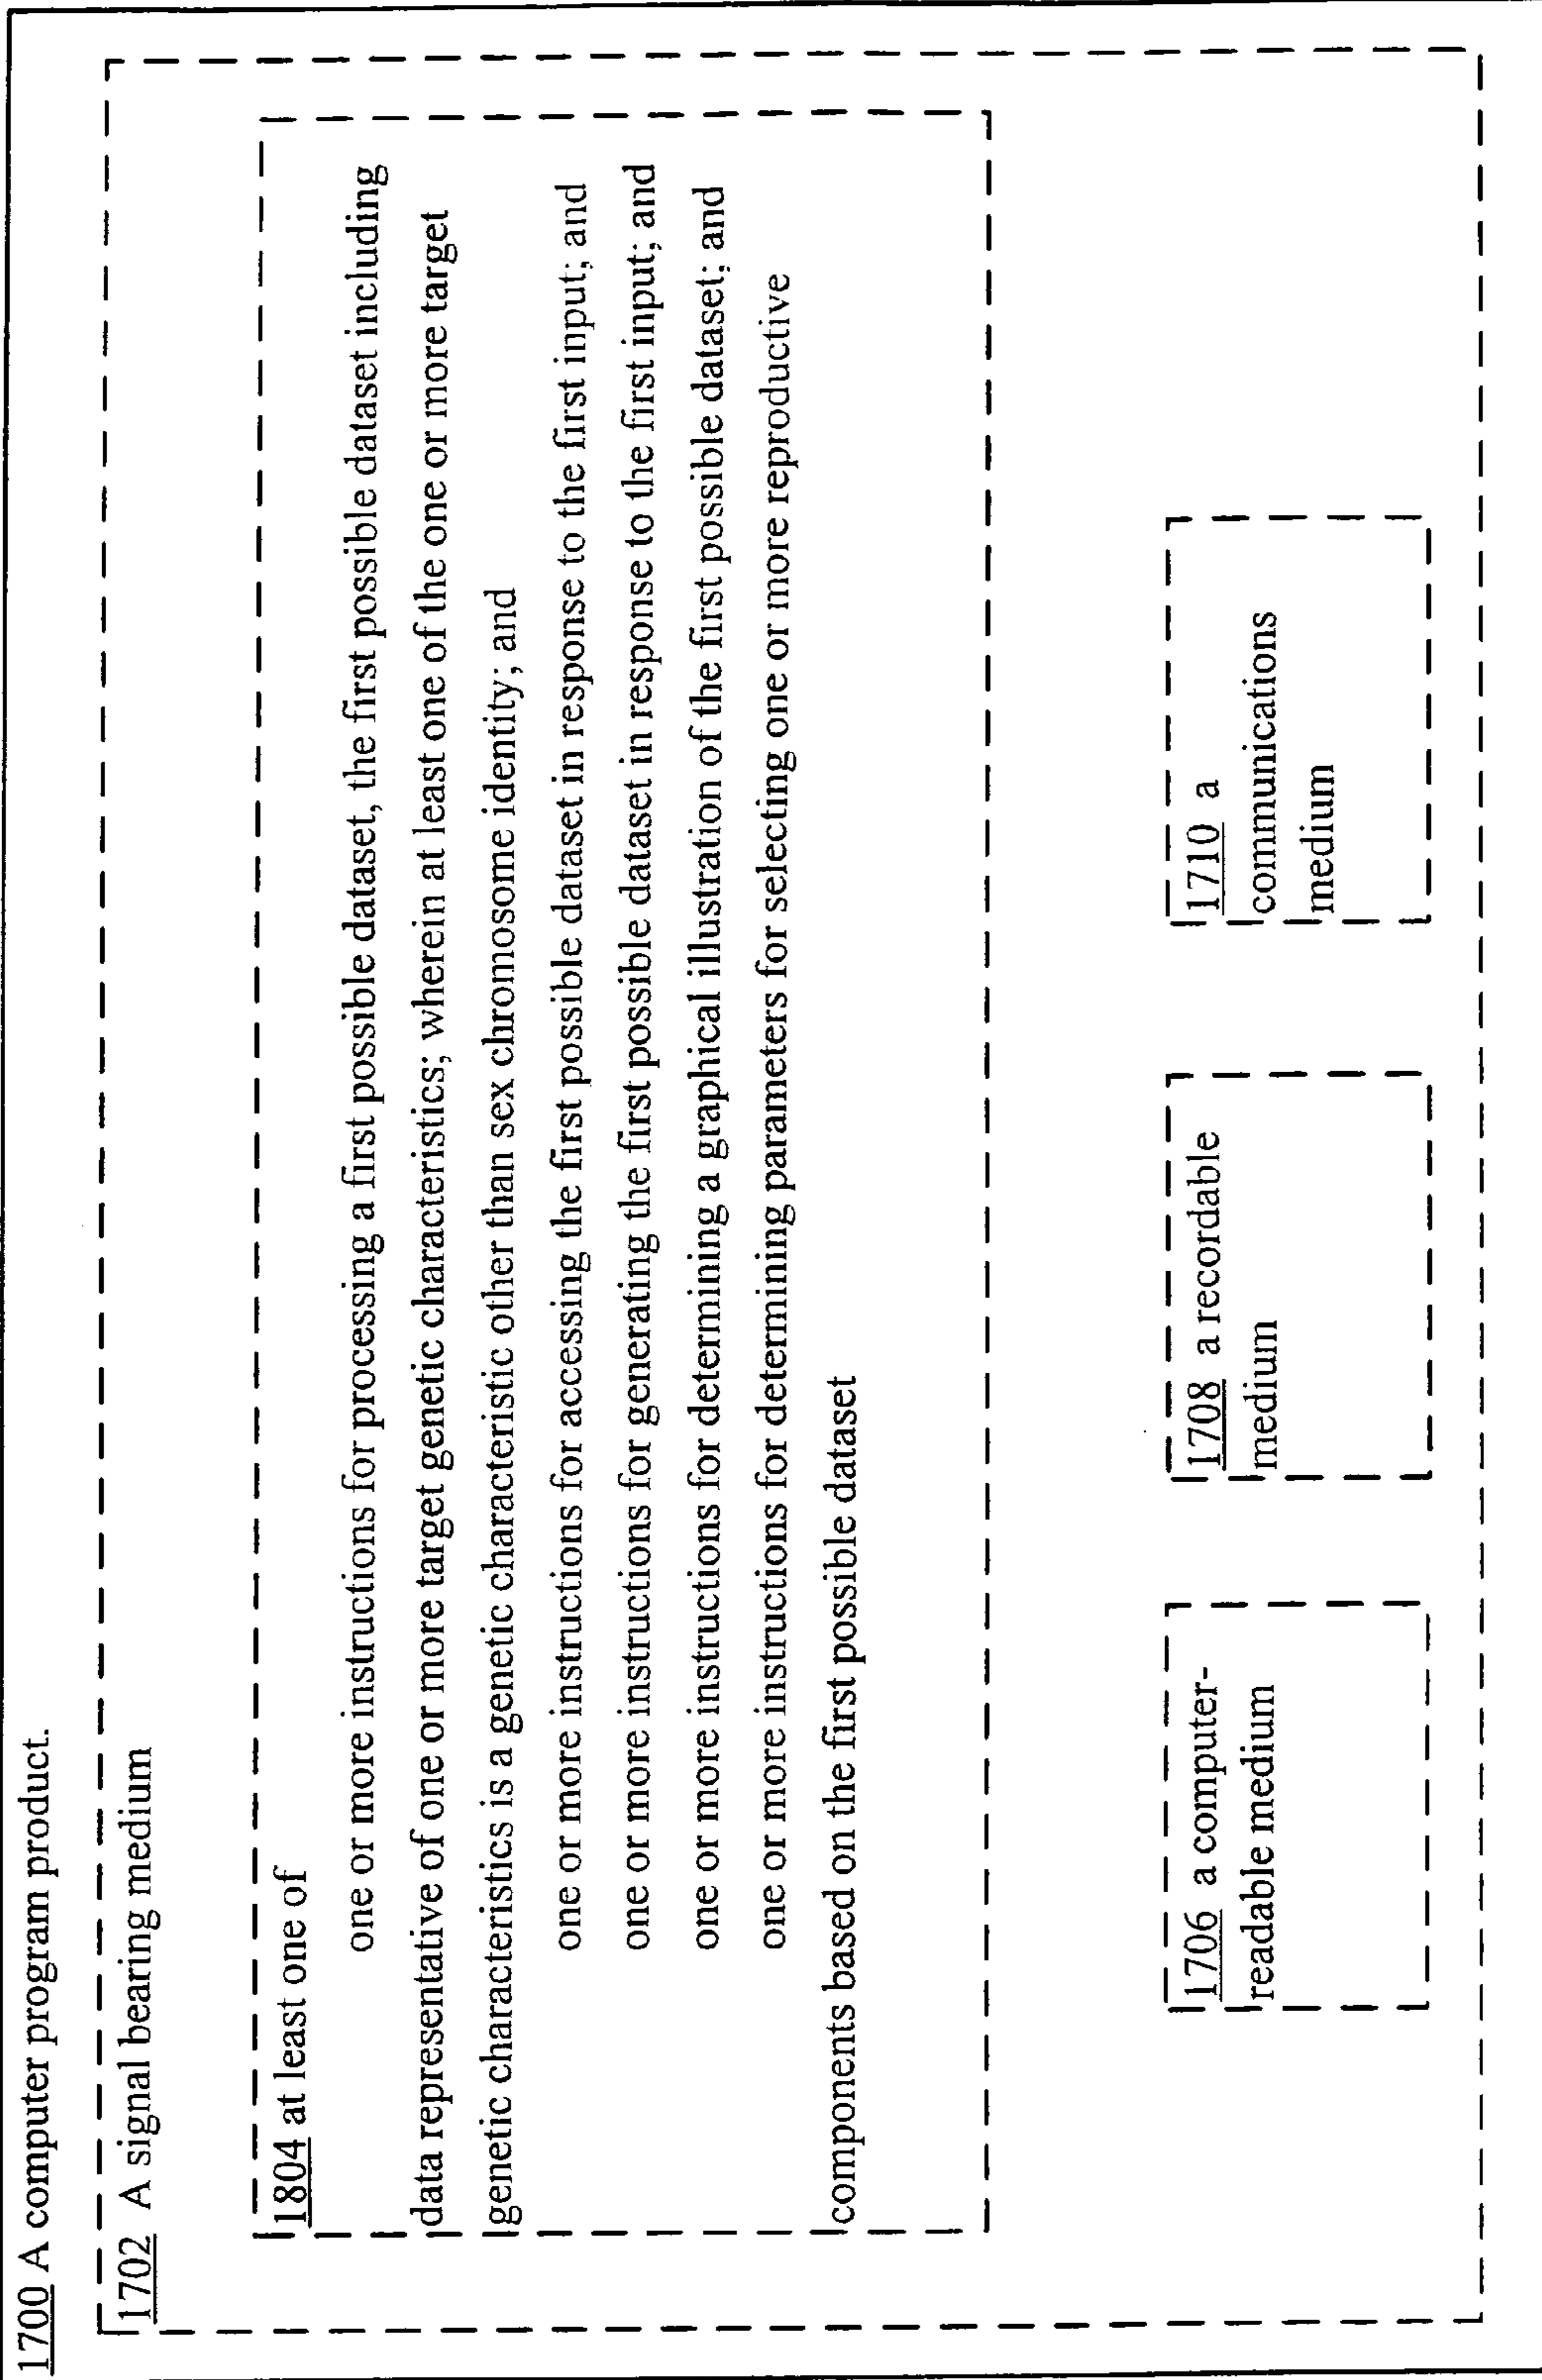 1700 A computer program product.
1702 A signal bearing medium
1804 at least one of
one or more instructions for processing a first possible dataset, the first possible dataset including
data representative of one or more target genetic characteristics; wherein at least one of the one or more target
genetic characteristics is a genetic characteristic other than sex chromosome identity; and
one or more instructions for accessing the first possible dataset in response to the first input; and
one or more instructions for generating the first possible dataset in response to the first input; and
one or more instructions for determining a graphical illustration of the first possible dataset; and
one or more instructions for determining parameters for selecting one or more reproductive
components based on the first possible dataset
1706 a computer-
readable medium
1708 a recordable
medium
1710 a
communications
medium